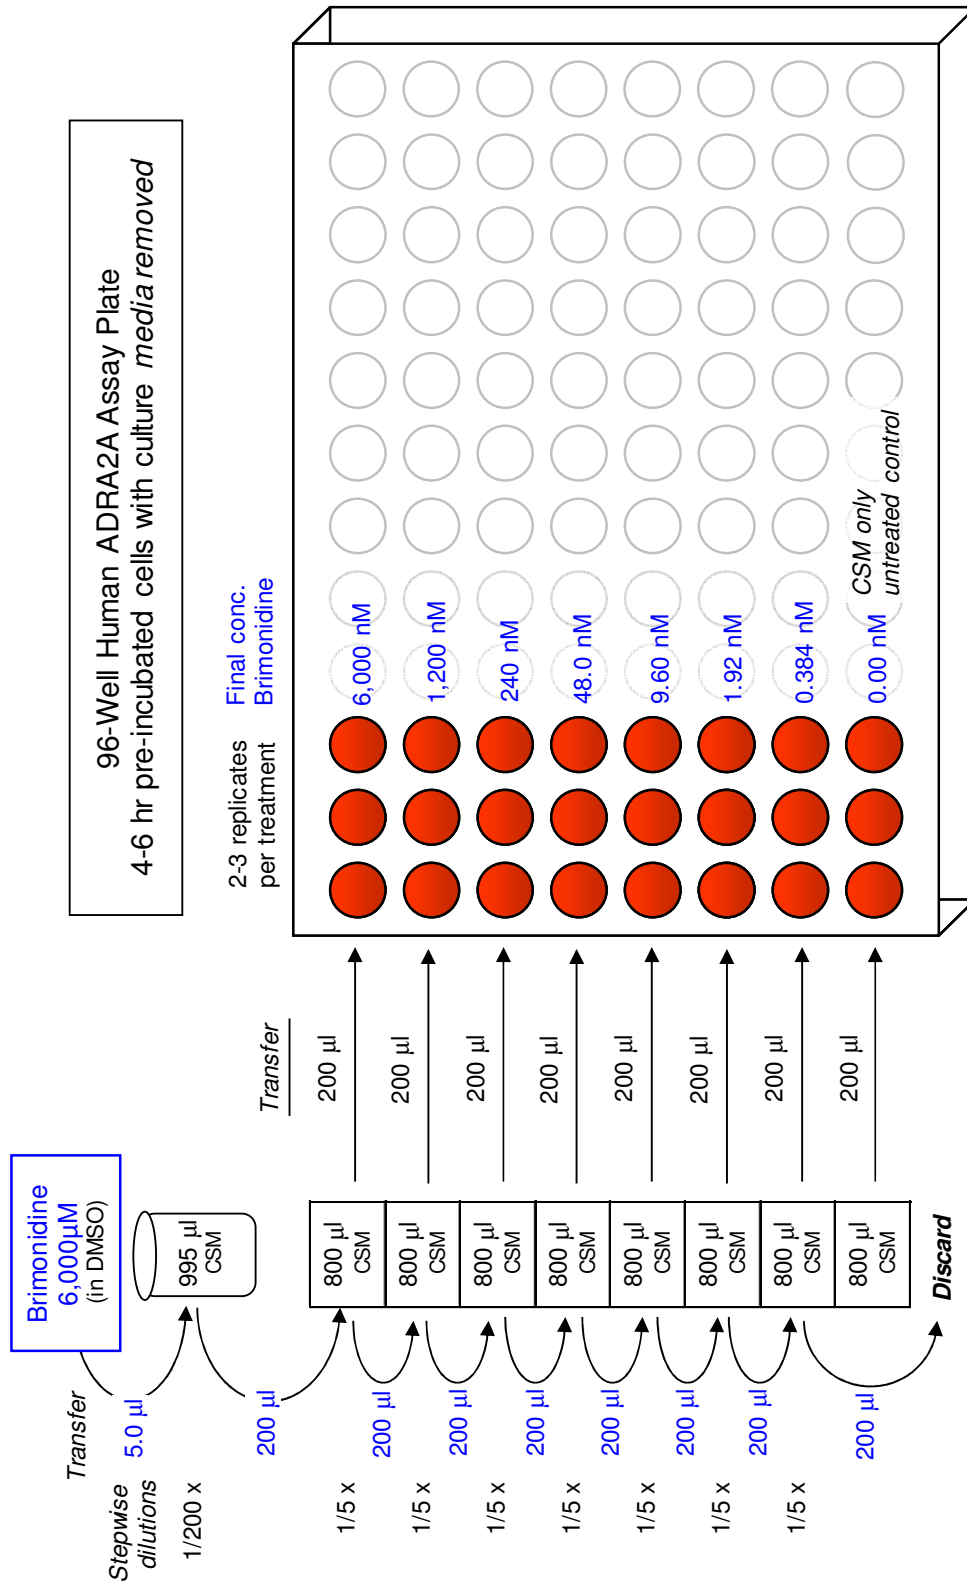 96-Well Human ADRA2A Assay Plate
4-6 hr pre-incubated cells with culture media removed
Brimonidine
6,000µM
(in DMSO)
Transfer
Stepwise
dilutions
5.0 µl
1/200 x
995 µl
CSM
200 µl
Transfer
2-3 replicates
per treatment
Final conc.
Brimonidine
1/5 x
200 µl
800 µl
CSM
200 µl
6,000 nM
1/5 x
200 µl
800 µl
CSM
200 µl
1,200 nM
1/5 x
200 µl
800 µl
CSM
200 µl
240 nM
1/5 x
200 µl
800 µl
CSM
200 µl
48.0 nM
1/5 x
200 µl
800 µl
CSM
200 µl
9.60 nM
1/5 x
200 µl
800 µl
CSM
200 µl
1.92 nM
1/5 x
200 µl
800 µl
CSM
200 µl
0.384 nM
800 µl
CSM
200 µl
0.00 nM
CSM only
untreated control
Discard